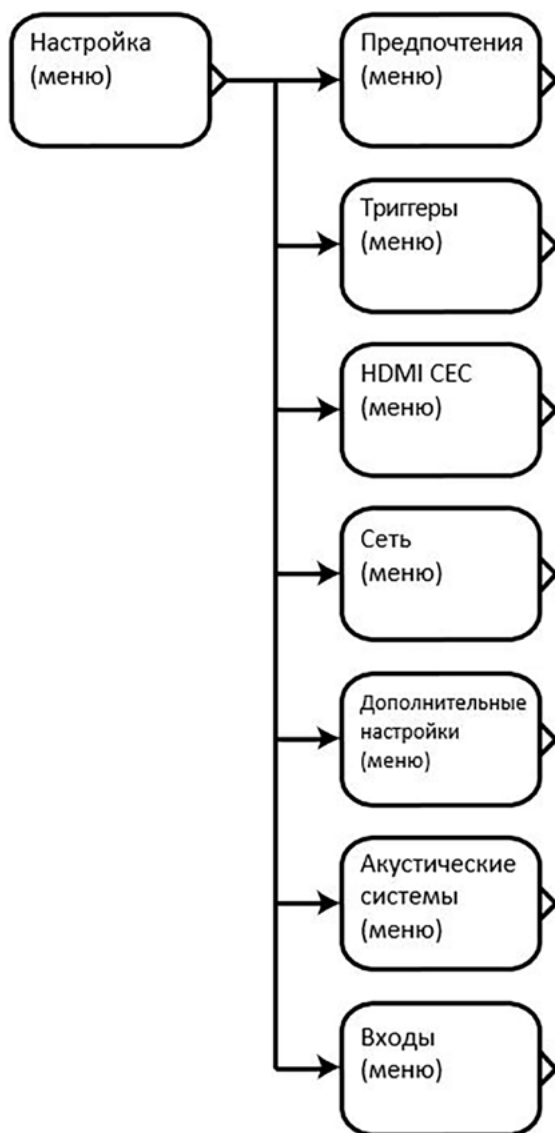 Настройка
(меню)
Предпочтения
(меню)
Триггеры
(меню)
HDMI CEC
(меню)
Сеть
(меню)
Дополнительные
настройки
(меню)
Акустические
системы
(меню)
Входы
(меню)